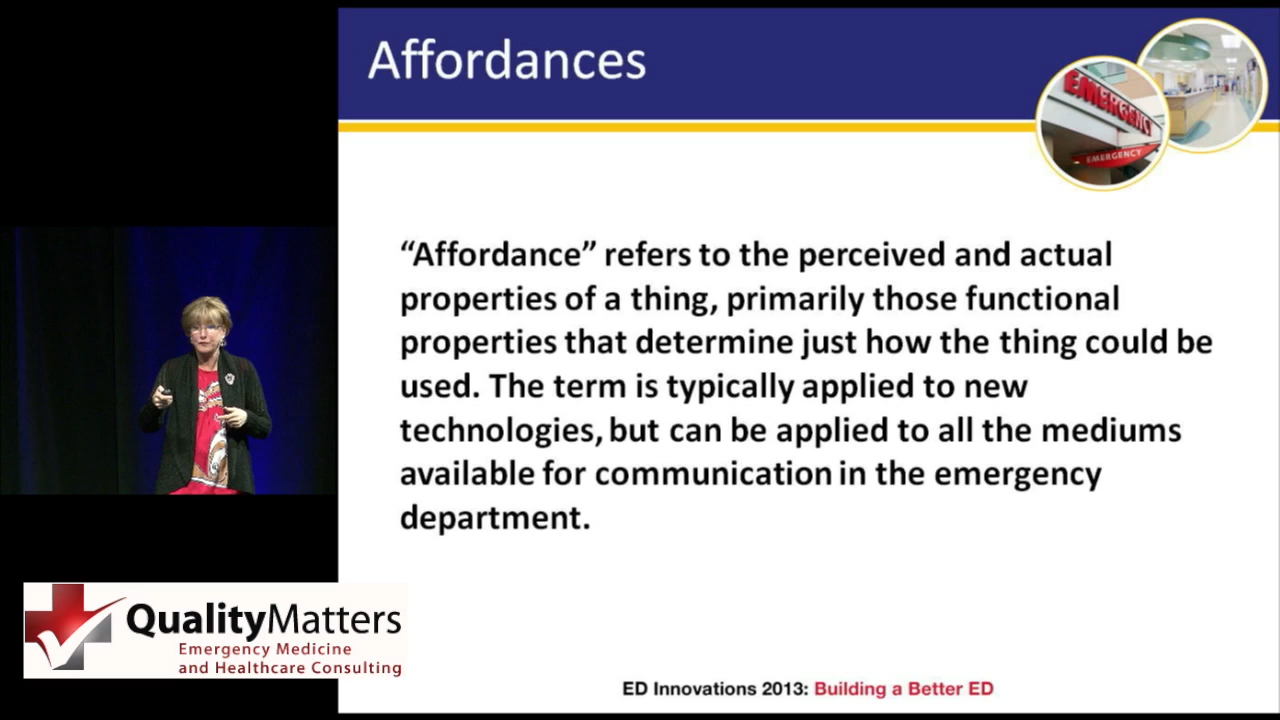 Affordances
EMERGENCY
EMERGENCY
“Affordance” refers to the perceived and actual
properties of a thing, primarily those functional
properties that determine just how the thing could be
used. The term is typically applied to new
technologies, but can be applied to all the mediums
available for communication in the emergency
department.
QualityMatters
Emergency Medicine
and Healthcare Consulting
ED Innovations 2013: Building a Better ED